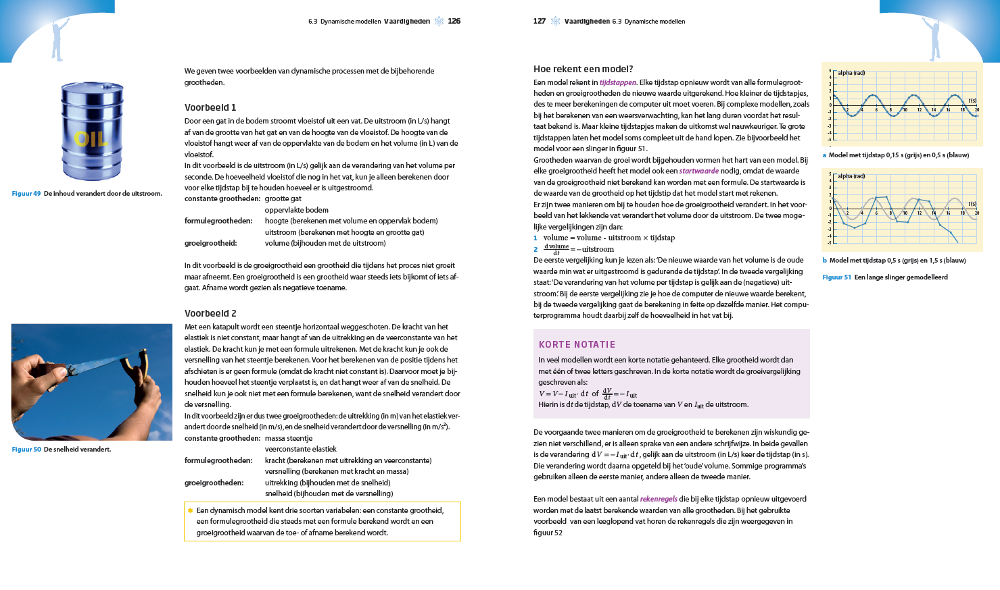 6.3 Dynamische modellen Vaardigheden 126
We geven twee voorbeelden van dynamische processen met de bijbehorende
grootheden.
Voorbeeld 1
Door een gat in de bodem stroomt vloeistof uit een vat. De uitstroom (in L/s) hangt
af van de grootte van het gat en van de hoogte van de vloeistof. De hoogte van de
vloeistof hangt weer af van de oppervlakte van de bodem en het volume (in L) van de
vloeistof.
In dit voorbeeld is de uitstroom (in L/s) gelijk aan de verandering van het volume per
seconde. De hoeveelheid vloeistof die nog in het vat, kun je alleen berekenen door
voor elke tijdstap bij te houden hoeveel er is uitgestroomd.
constante grootheden: grootte gat
oppervlakte bodem
formulegrootheden: hoogte (berekenen met volume en oppervlak bodem)
uitstroom (berekenen met hoogte en grootte gat)
groeigrootheid: volume (bijhouden met de uitstroom)
OIL
Figuur 49 De inhoud verandert door de uitstroom.
In dit voorbeeld is de groeigrootheid een grootheid die tijdens het proces niet groeit
maar afneemt. Een groeigrootheid is een grootheid waar steeds iets bijkomt of iets af-
gaat. Afname wordt gezien als negatieve toename.
Voorbeeld 2
Met een katapult wordt een steentje horizontaal weggeschoten. De kracht van het
elastiek is niet constant, maar hangt af van de uitrekking en de veerconstante van het
elastiek. De kracht kun je met een formule uitrekenen. Met de kracht kun je ook de
versnelling van het steentje berekenen. Voor het berekenen van de positie tijdens het
afschieten is er geen formule (omdat de kracht niet constant is). Daarvoor moet je bij-
houden hoeveel het steentje verplaatst is, en dat hangt weer af van de snelheid. De
snelheid kun je ook niet met een formule berekenen, want de snelheid verandert door
de versnelling.
In dit voorbeeld zijn er dus twee groeigrootheden: de uitrekking (in m) van het elastiek ver-
andert door de snelheid (in m/s), en de snelheid verandert door de versnelling (in m/s²).
constante grootheden: massa steentje
veerconstante elastiek
formulegrootheden: kracht (berekenen met uitrekking en veerconstante)
versnelling (berekenen met kracht en massa)
groeigrootheden: uitrekking (bijhouden met de snelheid)
snelheid (bijhouden met de versnelling)
Figuur 50 De snelheid verandert.
Een dynamisch model kent drie soorten variabelen: een constante grootheid,
een formulegrootheid die steeds met een formule berekend wordt en een
groeigrootheid waarvan de toe- of afname berekend wordt.
127 Vaardigheden 6.3 Dynamische modellen
Hoe rekent een model?
Een model rekent in tijdstappen. Elke tijdstap opnieuw wordt van alle formulegroot-
heden en groeigrootheden de nieuwe waarde uitgerekend. Hoe kleiner de tijdstapjes,
des te meer berekeningen de computer uit moet voeren. Bij complexe modellen, zoals
bij het berekenen van een weersverwachting, kan het lang duren voordat het resul-
taat bekend is. Maar kleine tijdstapjes maken de uitkomst wel nauwkeuriger. Te grote
tijdstappen laten het model soms compleet uit de hand lopen. Zie bijvoorbeeld het
model voor een slinger in figuur 51.
Grootheden waarvan de groei wordt bijgehouden vormen het hart van een model. Bij
elke groeigrootheid heeft het model ook een startwaarde nodig, omdat de waarde
van de groeigrootheid niet berekend kan worden met een formule. De startwaarde is
de waarde van de grootheid op het tijdstip dat het model start met rekenen.
Er zijn twee manieren om bij te houden hoe de groeigrootheid verandert. In het voor-
beeld van het lekkende vat verandert het volume door de uitstroom. De twee moge-
lijke vergelijkingen zijn dan:
1 volume = volume - uitstroom × tijdstap
2 d volume / dt = −uitstroom
De eerste vergelijking kun je lezen als: ‘De nieuwe waarde van het volume is de oude
waarde min wat er uitgestroomd is gedurende de tijdstap’. In de tweede vergelijking
staat: ‘De verandering van het volume per tijdstap is gelijk aan de (negatieve) uit-
stroom’. Bij de eerste vergelijking zie je hoe de computer de nieuwe waarde berekent,
bij de tweede vergelijking gaat de berekening in feite op dezelfde manier. Het compu-
terprogramma houdt daarbij zelf de hoeveelheid in het vat bij.
KORTE NOTATIE
In veel modellen wordt een korte notatie gehanteerd. Elke grootheid wordt dan
met één of twee letters geschreven. In de korte notatie wordt de groeivergelijking
geschreven als:
V = V − I uit · dt of dV / dt = − I uit
Hierin is dt de tijdstap, dV de toename van V en Iuit de uitstroom.
De voorgaande twee manieren om de groeigrootheid te berekenen zijn wiskundig ge-
zien niet verschillend, er is alleen sprake van een andere schrijfwijze. In beide gevallen
is de verandering dV = − I uit · dt, gelijk aan de uitstroom (in L/s) keer de tijdstap (in s).
Die verandering wordt daarna opgeteld bij het ‘oude’ volume. Sommige programma’s
gebruiken alleen de eerste manier, andere alleen de tweede manier.
Een model bestaat uit een aantal rekenregels die bij elke tijdstap opnieuw uitgevoerd
worden met de laatst berekende waarden van alle grootheden. Bij het gebruikte
voorbeeld van een leeglopend vat horen de rekenregels die zijn weergegeven in
figuur 52
alpha (rad)
5
4
3
2
1
0
-1
-2
-3
-4
-5
2 4 6 8 10 12 14 16 18 20
t (s)
a Model met tijdstap 0,15 s (grijs) en 0,5 s (blauw)
alpha (rad)
5
4
3
2
1
0
-1
-2
-3
-4
-5
2 4 6 8 10 12 14 16 18 20
t (s)
b Model met tijdstap 0,5 s (grijs) en 1,5 s (blauw)
Figuur 51 Een lange slinger gemodelleerd